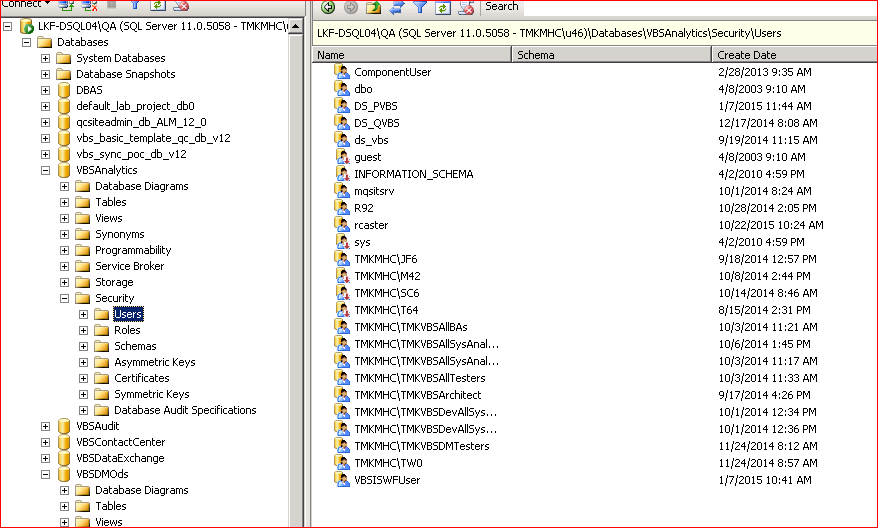 Connect
Search
LKF-DSQL04\QA (SQL Server 11.0.5058 - TMKMHC\u
Databases
System Databases
Database Snapshots
DBAS
default_lab_project_db0
qcsiteadmin_db_ALM_12_0
vbs_basic_template_qc_db_v12
vbs_sync_poc_db_v12
VBSAnalytics
Database Diagrams
Tables
Views
Synonyms
Programmability
Service Broker
Storage
Security
Users
Roles
Schemas
Asymmetric Keys
Certificates
Symmetric Keys
Database Audit Specifications
VBSAudit
VBSContactCenter
VBSDataExchange
VBSDMOds
Database Diagrams
Tables
Views
LKF-DSQL04\QA (SQL Server 11.0.5058 - TMKMHC\u46)\Databases\VBSAnalytics\Security\Users
Name Schema Create Date
ComponentUser 2/28/2013 9:35 AM
dbo 4/8/2003 9:10 AM
DS_PVBS 1/7/2015 11:44 AM
DS_QVBS 12/17/2014 8:08 AM
ds_vbs 9/19/2014 11:15 AM
guest 4/8/2003 9:10 AM
INFORMATION_SCHEMA 4/2/2010 4:59 PM
mqsitsrv 10/1/2014 8:24 AM
R92 10/28/2014 2:05 PM
rcaster 10/22/2015 10:24 AM
sys 4/2/2010 4:59 PM
TMKMHC\JF6 9/18/2014 12:57 PM
TMKMHC\M42 10/8/2014 2:44 PM
TMKMHC\SC6 10/14/2014 8:46 AM
TMKMHC\T64 8/15/2014 2:31 PM
TMKMHC\TMKVBSAllBAs 10/3/2014 11:21 AM
TMKMHC\TMKVBSAllSysAnal... 10/6/2014 1:45 PM
TMKMHC\TMKVBSAllSysAnal... 10/3/2014 11:17 AM
TMKMHC\TMKVBSAllTesters 10/3/2014 11:33 AM
TMKMHC\TMKVBSArchitect 9/17/2014 4:26 PM
TMKMHC\TMKVBSDevAllSys... 10/1/2014 12:34 PM
TMKMHC\TMKVBSDevAllSys... 10/1/2014 12:36 PM
TMKMHC\TMKVBSDMTesters 11/24/2014 8:12 AM
TMKMHC\TW0 11/24/2014 8:57 AM
VBSISWFUser 1/7/2015 10:41 AM